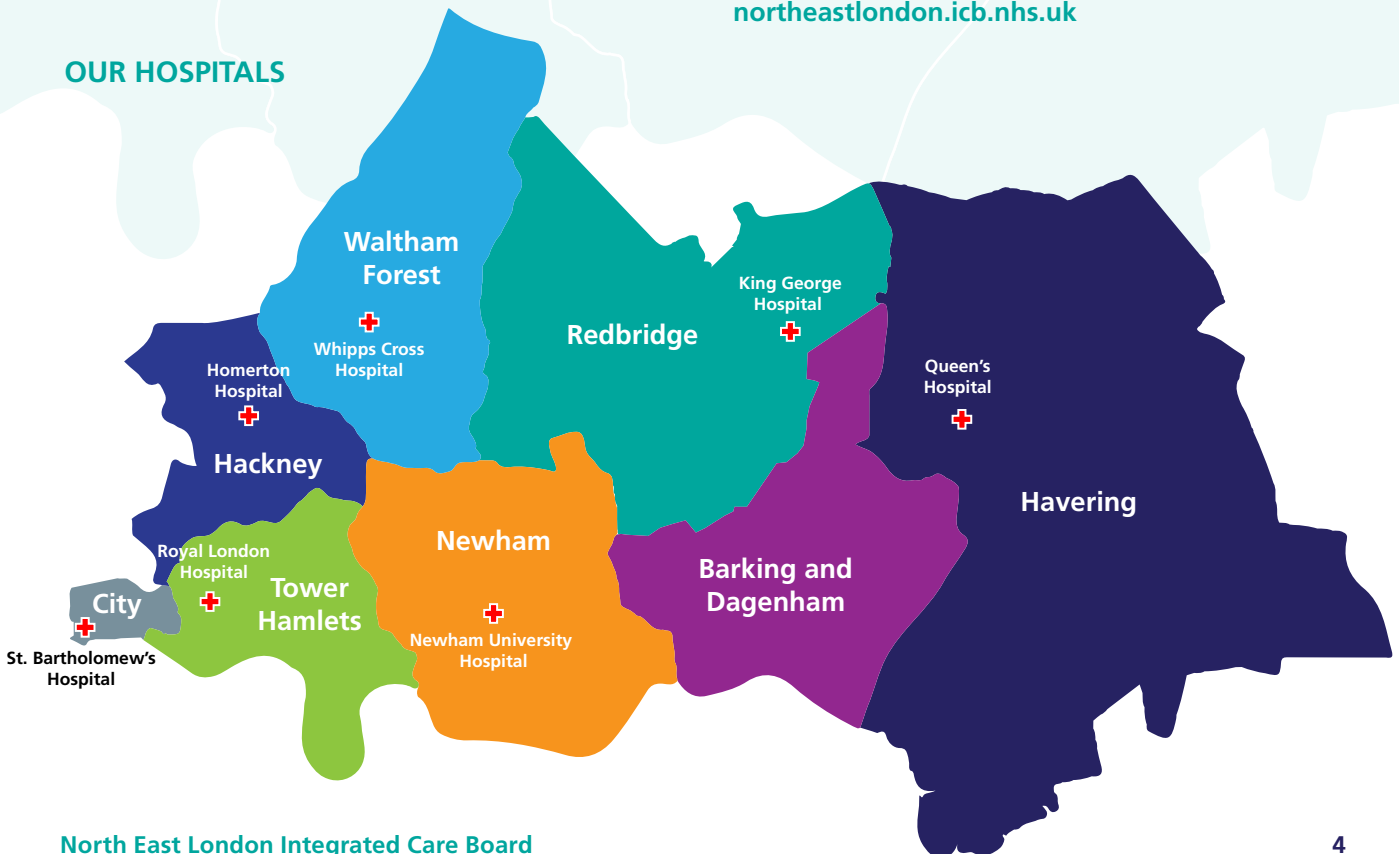 northeastlondon.icb.nhs.uk
OUR HOSPITALS
Waltham
Forest
Whipps Cross
Hospital
Redbridge
King George
Hospital
Queen's
Hospital
Havering
Homerton
Hospital
Hackney
Newham
Newham University
Hospital
Barking and
Dagenham
Royal London
Hospital
Tower
Hamlets
City
St. Bartholomew's
Hospital
North East London Integrated Care Board
4